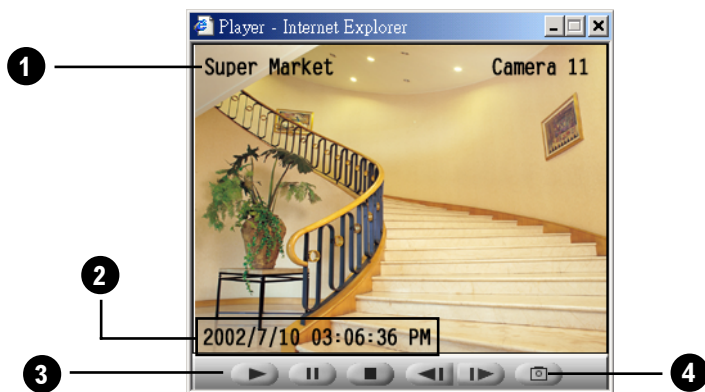 Player - Internet Explorer
1
Super Market
Camera 11
2
2002/7/10 03:06:36 PM
3
4